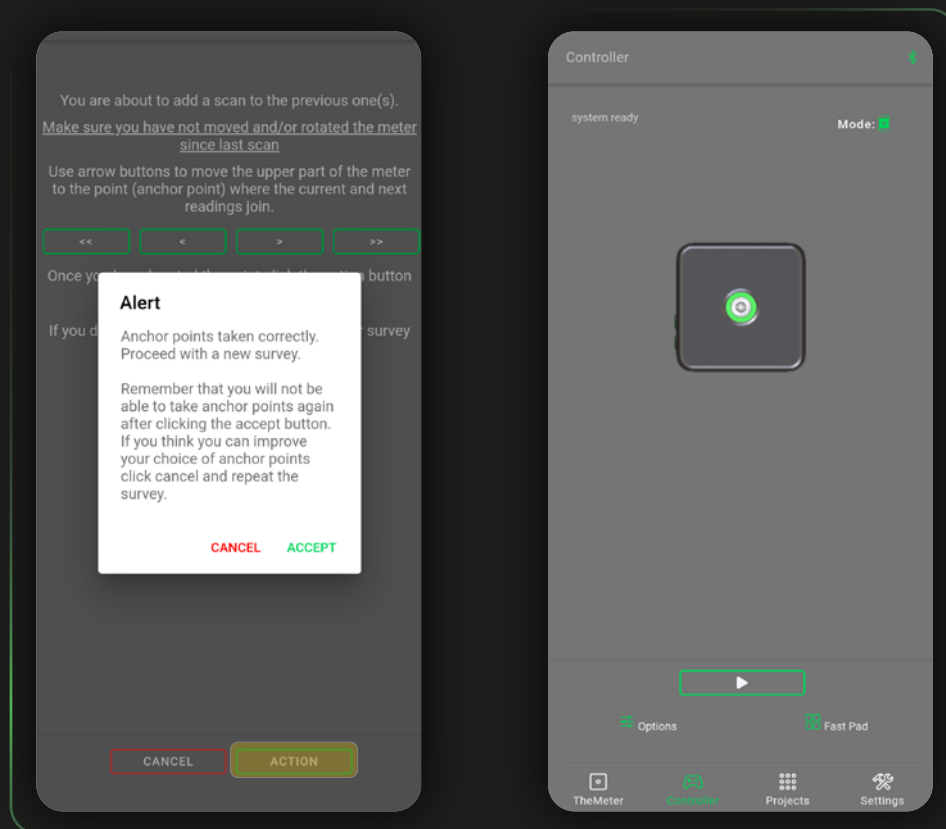 You are about to add a scan to the previous one(s).
Make sure you have not moved and/or rotated the meter
since last scan
Use arrow buttons to move the upper part of the meter
to the point (anchor point) where the current and next
readings join.
<< < > >>
Once button
If you survey
Alert
Anchor points taken correctly.
Proceed with a new survey.
Remember that you will not be
able to take anchor points again
after clicking the accept button.
If you think you can improve
your choice of anchor points
click cancel and repeat the
survey.
CANCEL ACCEPT
CANCEL ACTION
Controller
system ready
Mode:
Options Fast Pad
TheMeter Controller Projects Settings